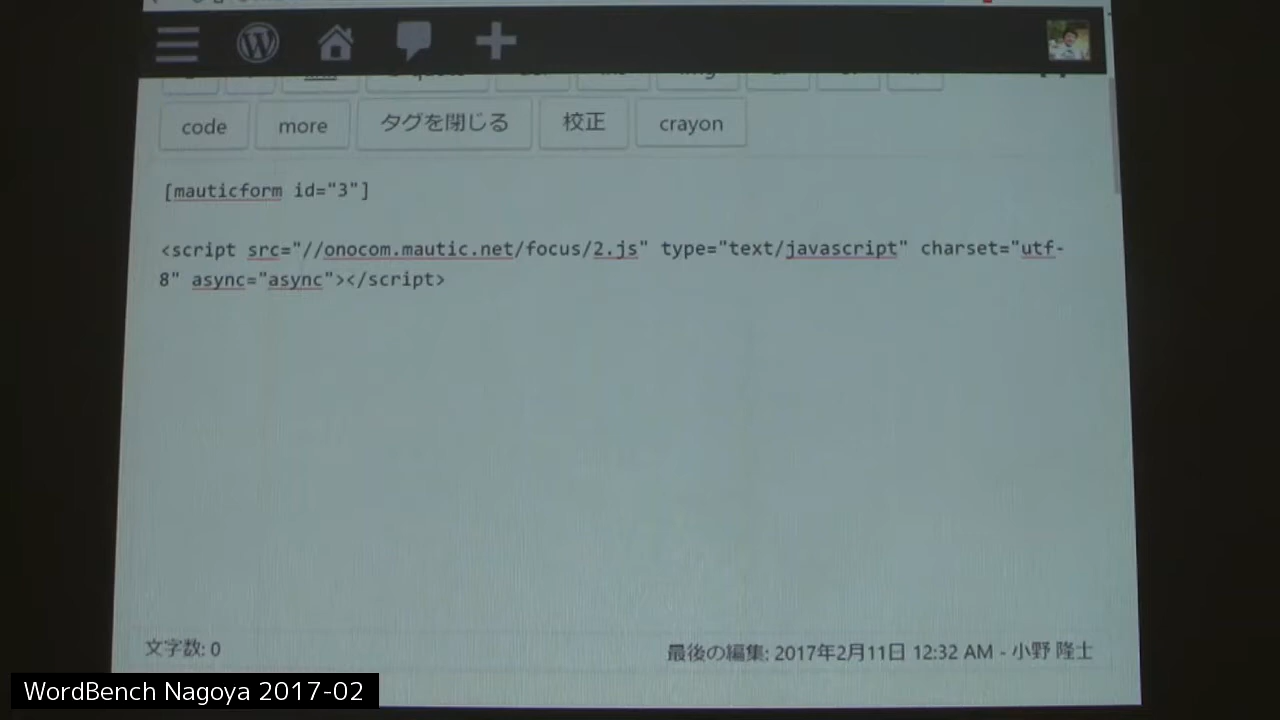 code more タグを閉じる 校正 crayon
[mauticform id="3"]
<script src="//onocom.mautic.net/focus/2.js" type="text/javascript" charset="utf-
8" async="async"></script>
文字数: 0
最後の編集: 2017年2月11日 12:32 AM - 小野 隆士
WordBench Nagoya 2017-02